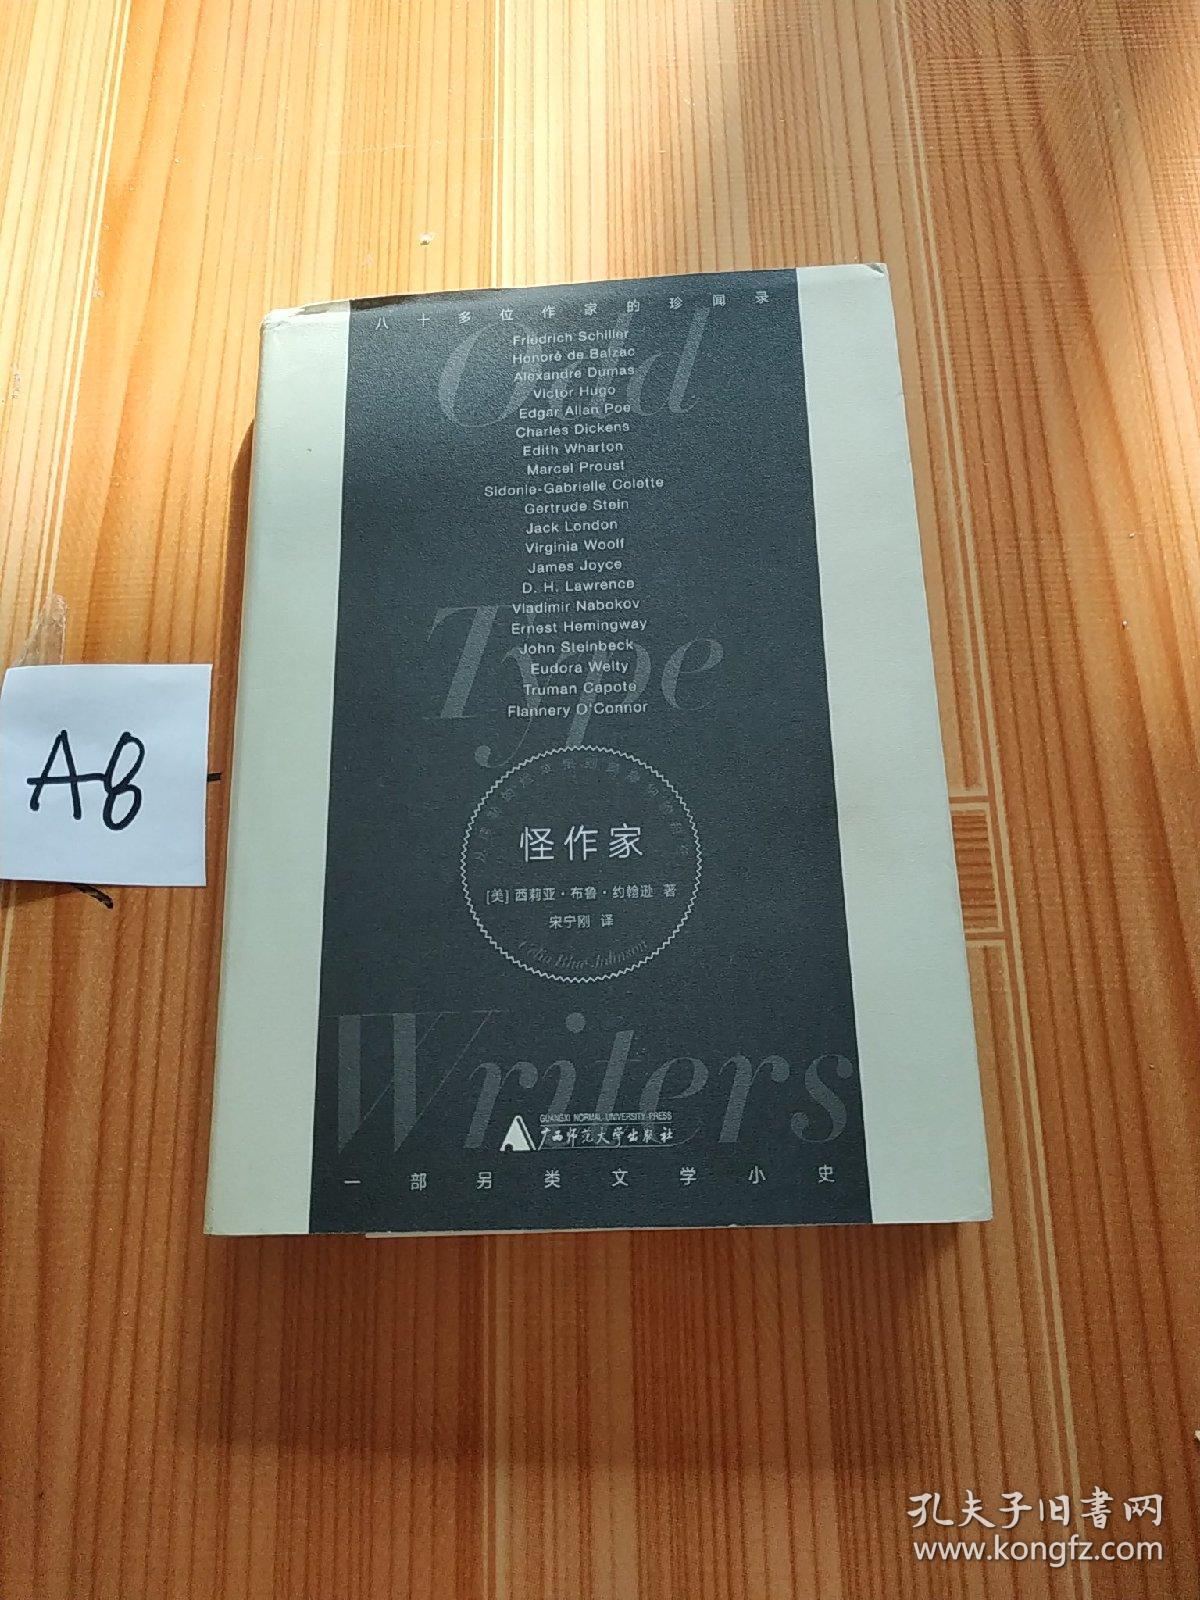 八十多位作家的珍闻录
Odd
Friedrich Schiller
Honoré de Balzac
Alexandre Dumas
Victor Hugo
Edgar Allan Poe
Charles Dickens
Edith Wharton
Marcel Proust
Sidonie-Gabrielle Colette
Gertrude Stein
Jack London
Virginia Woolf
James Joyce
D. H. Lawrence
Vladimir Nabokov
Ernest Hemingway
John Steinbeck
Eudora Welty
Truman Capote
Flannery O'Connor
Type
怪作家
[美] 西莉亚·布鲁·约翰逊 著
宋宁刚 译
Celia Blue Johnson
Writers
GUANGXI NORMAL UNIVERSITY PRESS
广西师范大学出版社
一部另类文学小史
A8
孔夫子旧书网
www.kongfz.com